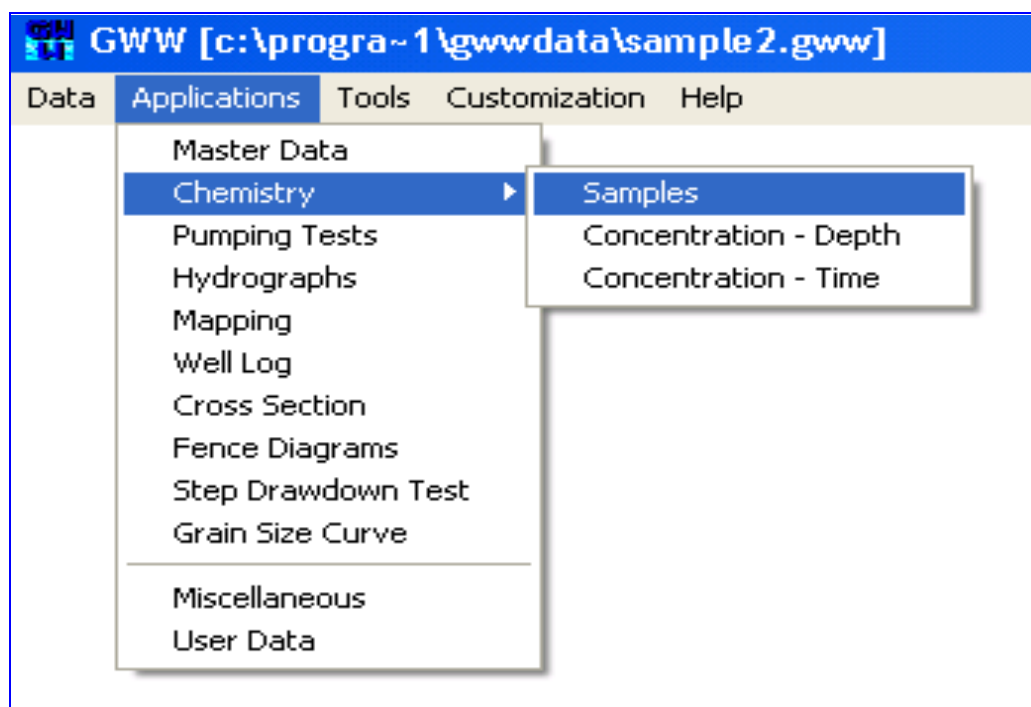 GWW [c:\progra~1\gwwdata\sample2.gww]
Data Applications Tools Customization Help
Master Data
Chemistry
Samples
Pumping Tests
Concentration - Depth
Hydrographs
Concentration - Time
Mapping
Well Log
Cross Section
Fence Diagrams
Step Drawdown Test
Grain Size Curve
Miscellaneous
User Data